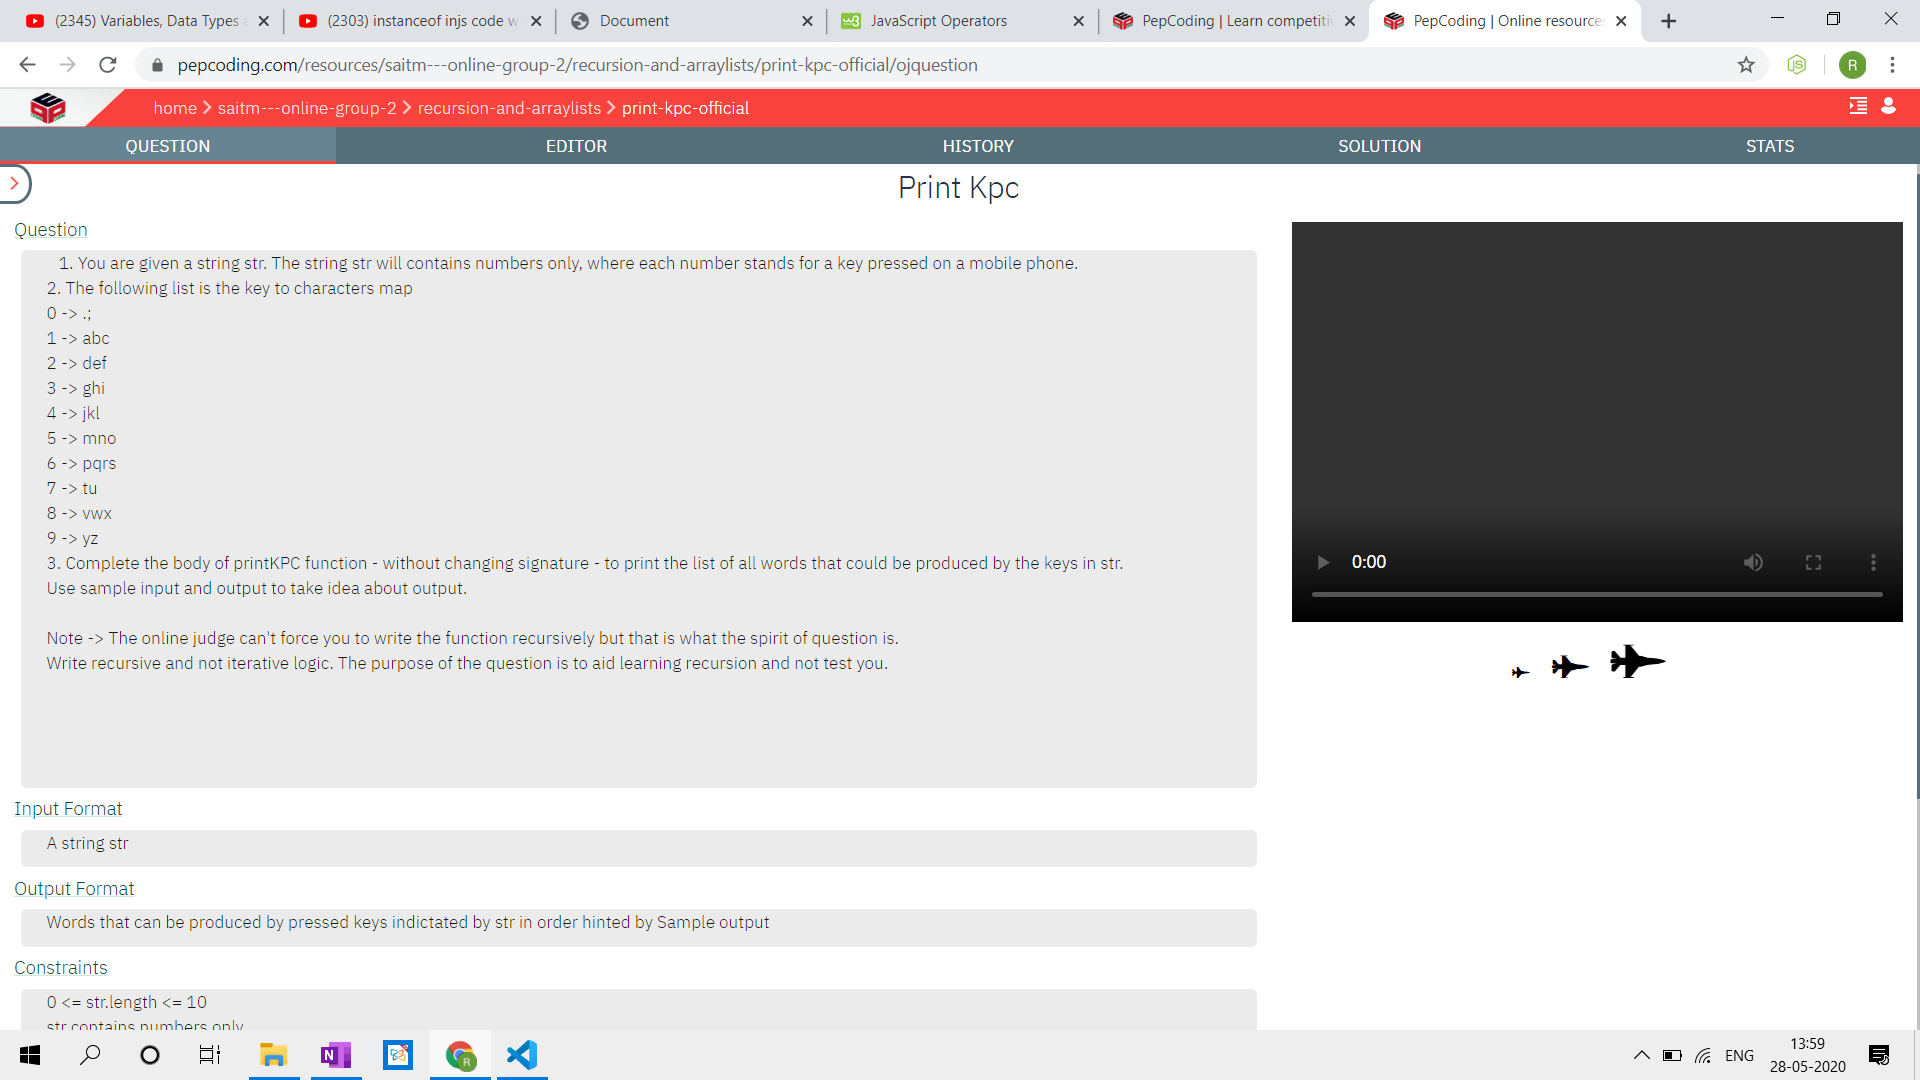 (2345) Variables, Data Types
(2303) instanceof injs code w
Document
JavaScript Operators
PepCoding | Learn competiti
PepCoding | Online resource
pepcoding.com/resources/saitm---online-group-2/recursion-and-arraylists/print-kpc-official/ojquestion
R
home > saitm---online-group-2 > recursion-and-arraylists > print-kpc-official
QUESTION
EDITOR
HISTORY
SOLUTION
STATS
Print Kpc
Question
1. You are given a string str. The string str will contains numbers only, where each number stands for a key pressed on a mobile phone.
2. The following list is the key to characters map
0 -> .;
1 -> abc
2 -> def
3 -> ghi
4 -> jkl
5 -> mno
6 -> pqrs
7 -> tu
8 -> vwx
9 -> yz
3. Complete the body of printKPC function - without changing signature - to print the list of all words that could be produced by the keys in str.
Use sample input and output to take idea about output.
Note -> The online judge can't force you to write the function recursively but that is what the spirit of question is.
Write recursive and not iterative logic. The purpose of the question is to aid learning recursion and not test you.
0:00
Input Format
A string str
Output Format
Words that can be produced by pressed keys indictated by str in order hinted by Sample output
Constraints
0 <= str.length <= 10
str contains numbers only
ENG
13:59
28-05-2020